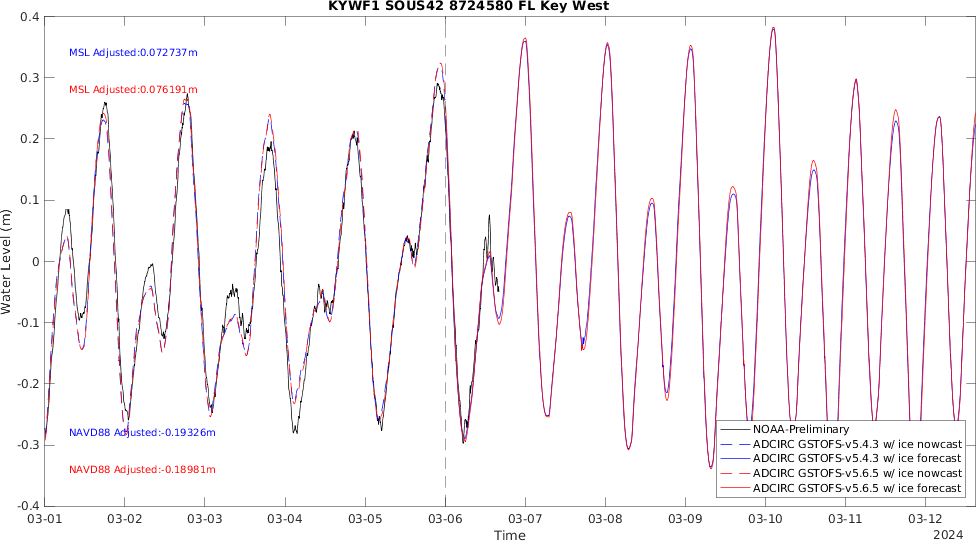 KYWF1 SOUS42 8724580 FL Key West
0.4
0.3
0.2
0.1
0
-0.1
-0.2
-0.3
-0.4
Water Level (m)
MSL Adjusted:0.072737m
MSL Adjusted:0.076191m
NAVD88 Adjusted:-0.19326m
NAVD88 Adjusted:-0.18981m
NOAA-Preliminary
ADCIRC GSTOFS-v5.4.3 w/ ice nowcast
ADCIRC GSTOFS-v5.4.3 w/ ice forecast
ADCIRC GSTOFS-v5.6.5 w/ ice nowcast
ADCIRC GSTOFS-v5.6.5 w/ ice forecast
03-01 03-02 03-03 03-04 03-05 03-06 03-07 03-08 03-09 03-10 03-11 03-12
2024
Time